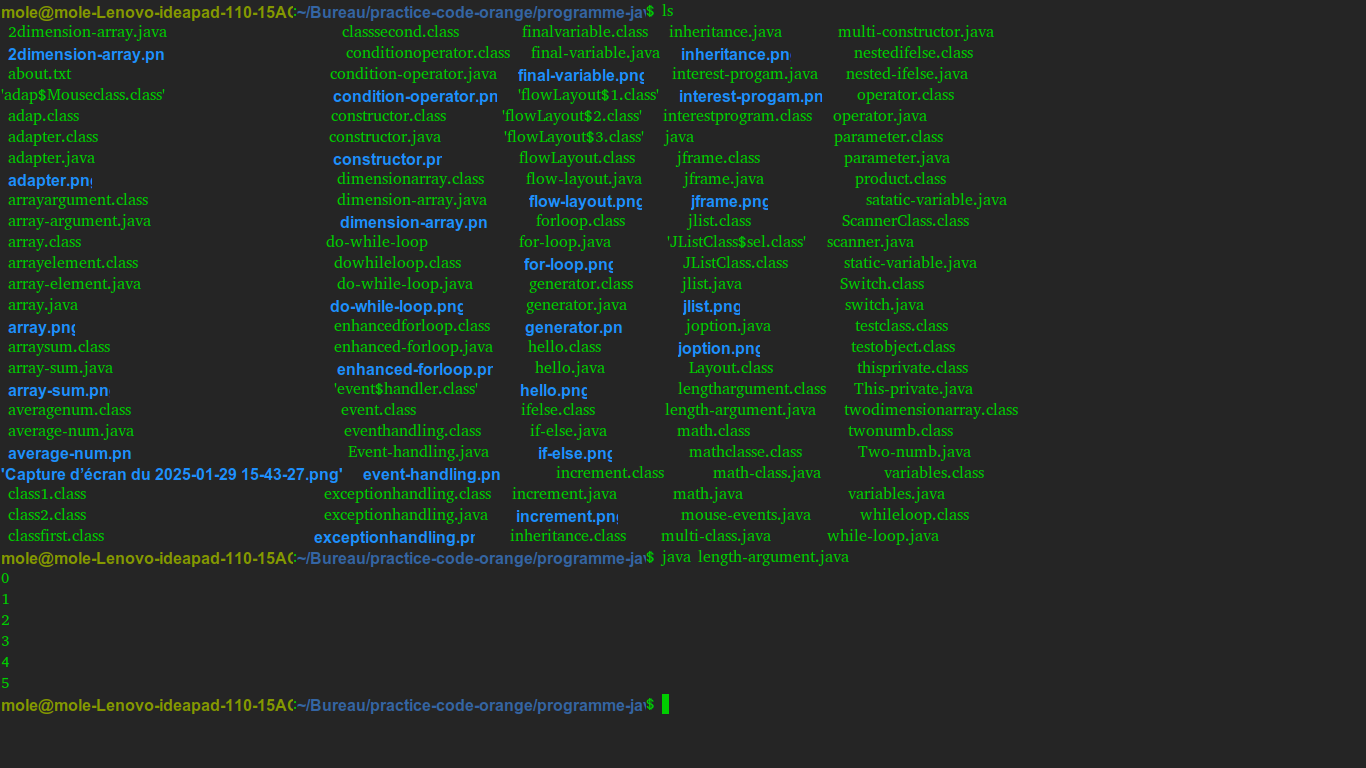 mole@mole-Lenovo-ideapad-110-15AC:~/Bureau/practice-code-orange/programme-jav$ ls
2dimension-array.java classsecond.class finalvariable.class inheritance.java multi-constructor.java
2dimension-array.pn conditionoperator.class final-variable.java inheritance.pn nestedifelse.class
about.txt condition-operator.java final-variable.png interest-progam.java nested-ifelse.java
'adap$Mouseclass.class' condition-operator.pn 'flowLayout$1.class' interest-progam.pn operator.class
adap.class constructor.class 'flowLayout$2.class' interestprogram.class operator.java
adapter.class constructor.java 'flowLayout$3.class' java parameter.class
adapter.java constructor.pr flowLayout.class jframe.class parameter.java
adapter.png dimensionarray.class flow-layout.java jframe.java product.class
arrayargument.class dimension-array.java flow-layout.png jframe.png satatic-variable.java
array-argument.java dimension-array.pn forloop.class jlist.class ScannerClass.class
array.class do-while-loop for-loop.java 'JListClass$sel.class' scanner.java
arrayelement.class dowhileloop.class for-loop.png JListClass.class static-variable.java
array-element.java do-while-loop.java generator.class jlist.java Switch.class
array.java do-while-loop.png generator.java jlist.png switch.java
array.png enhancedforloop.class generator.pn joption.java testclass.class
arraysum.class enhanced-forloop.java hello.class joption.png testobject.class
array-sum.java enhanced-forloop.pr hello.java Layout.class thisprivate.class
array-sum.pn 'event$handler.class' hello.png lengthargument.class This-private.java
averagenum.class event.class ifelse.class length-argument.java twodimensionarray.class
average-num.java eventhandling.class if-else.java math.class twonumb.class
average-num.pn Event-handling.java if-else.png mathclasse.class Two-numb.java
'Capture d'écran du 2025-01-29 15-43-27.png' event-handling.pn increment.class math-class.java variables.class
class1.class exceptionhandling.class increment.java math.java variables.java
class2.class exceptionhandling.java increment.png mouse-events.java whileloop.class
classfirst.class exceptionhandling.pr inheritance.class multi-class.java while-loop.java
mole@mole-Lenovo-ideapad-110-15AC:~/Bureau/practice-code-orange/programme-jav$ java length-argument.java
0
1
2
3
4
5
mole@mole-Lenovo-ideapad-110-15AC:~/Bureau/practice-code-orange/programme-jav$